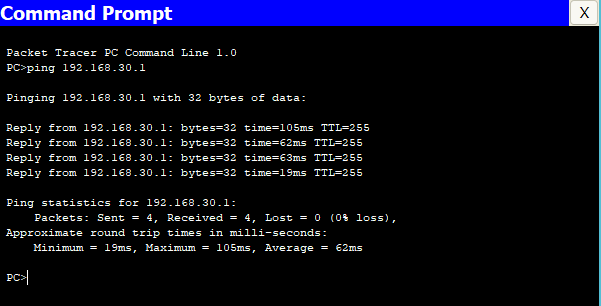 Command Prompt
X
Packet Tracer PC Command Line 1.0
PC>ping 192.168.30.1
Pinging 192.168.30.1 with 32 bytes of data:
Reply from 192.168.30.1: bytes=32 time=105ms TTL=255
Reply from 192.168.30.1: bytes=32 time=62ms TTL=255
Reply from 192.168.30.1: bytes=32 time=63ms TTL=255
Reply from 192.168.30.1: bytes=32 time=19ms TTL=255
Ping statistics for 192.168.30.1:
Packets: Sent = 4, Received = 4, Lost = 0 (0% loss),
Approximate round trip times in milli-seconds:
Minimum = 19ms, Maximum = 105ms, Average = 62ms
PC>